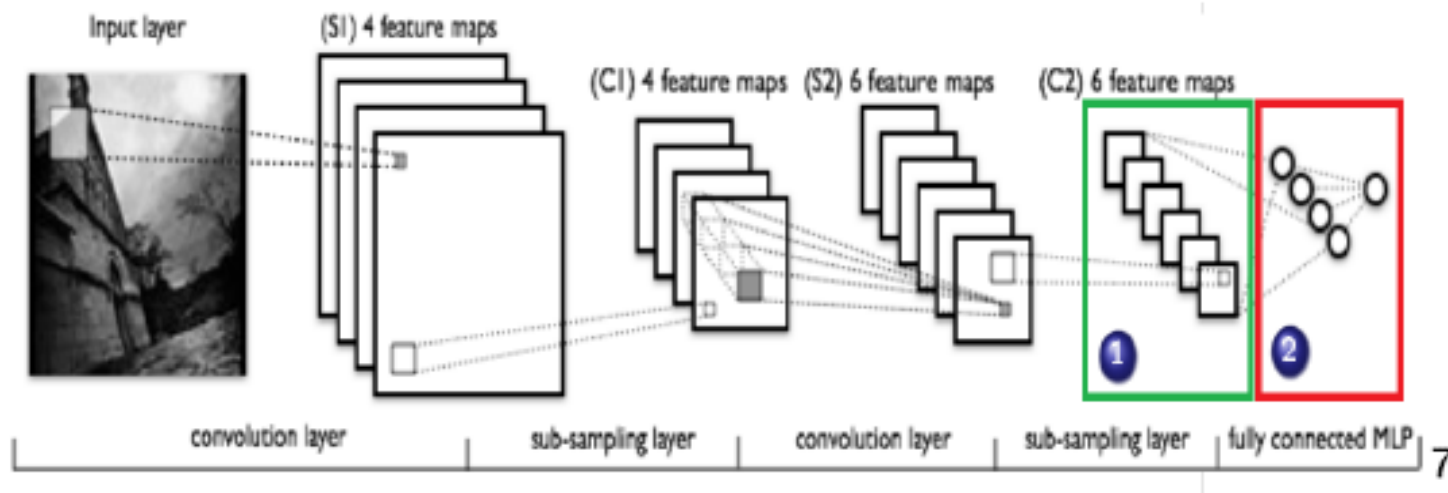 Input layer
(S1) 4 feature maps
(C1) 4 feature maps
(S2) 6 feature maps
(C2) 6 feature maps
1
2
convolution layer
sub-sampling layer
convolution layer
sub-sampling layer
fully connected MLP
7